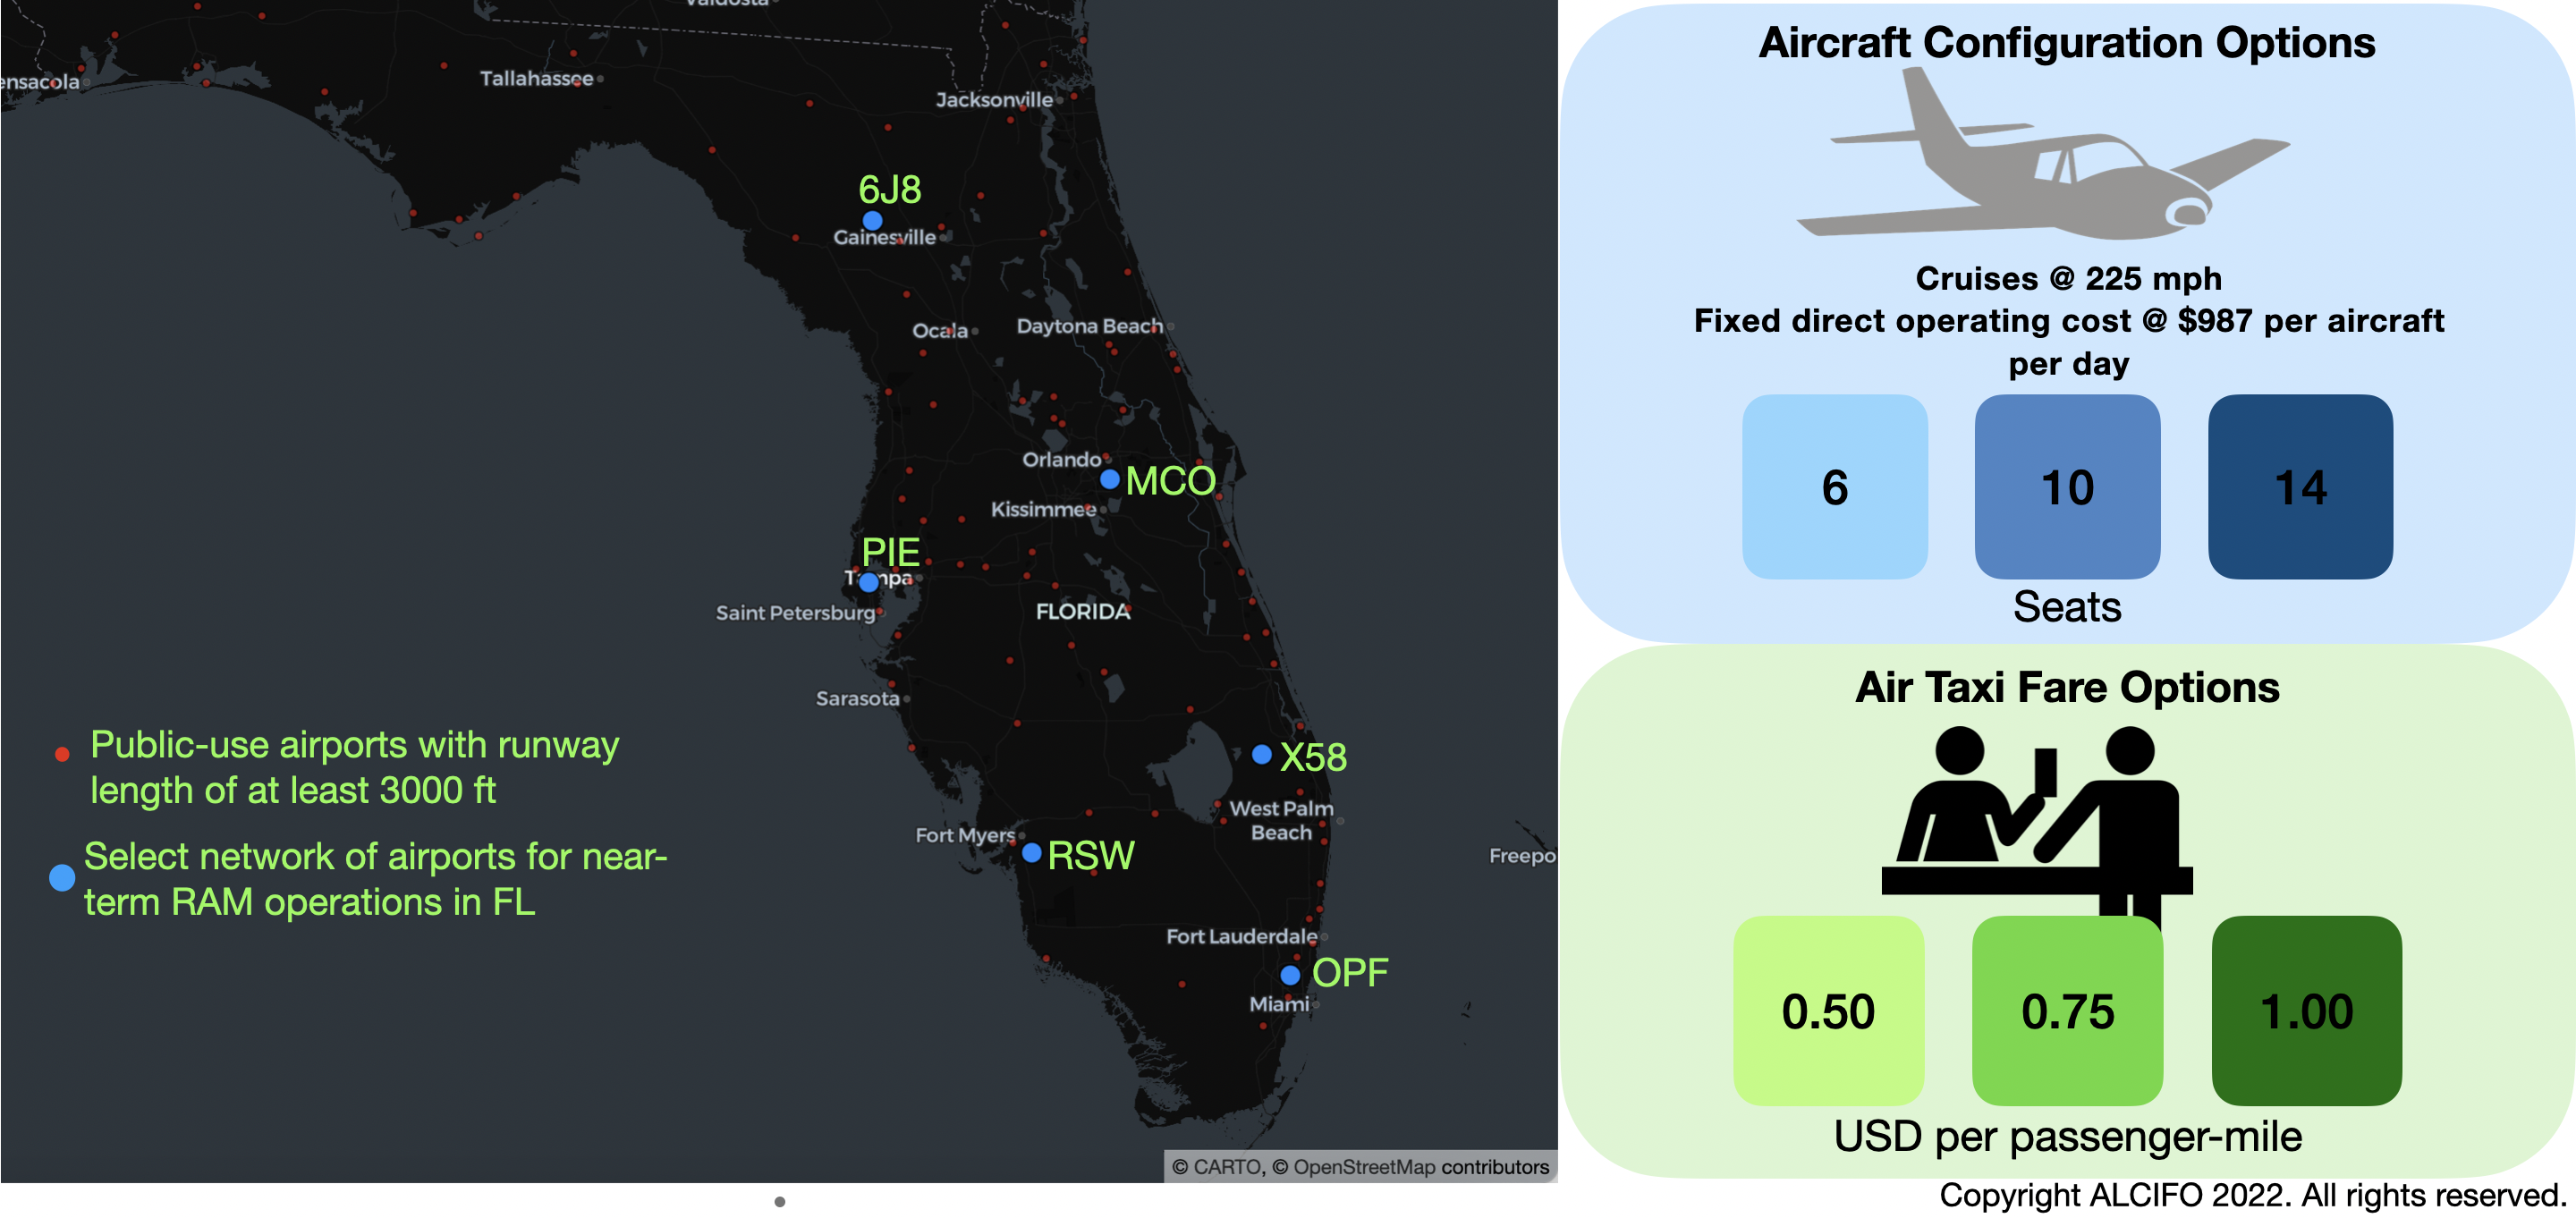 Valdosta
ensacola
Tallahassee
Jacksonville
6J8
Gainesville
Ocala
Daytona Beach
Orlando
MCO
Kissimmee
PIE
Tampa
Saint Petersburg
FLORIDA
Sarasota
X58
West Palm
Beach
Fort Myers
RSW
Freepo
Fort Lauderdale
OPF
Miami
Public-use airports with runway
length of at least 3000 ft
Select network of airports for near-
term RAM operations in FL
© CARTO, © OpenStreetMap contributors
Aircraft Configuration Options
Cruises @ 225 mph
Fixed direct operating cost @ $987 per aircraft
per day
6 10 14
Seats
Air Taxi Fare Options
0.50 0.75 1.00
USD per passenger-mile
Copyright ALCIFO 2022. All rights reserved.